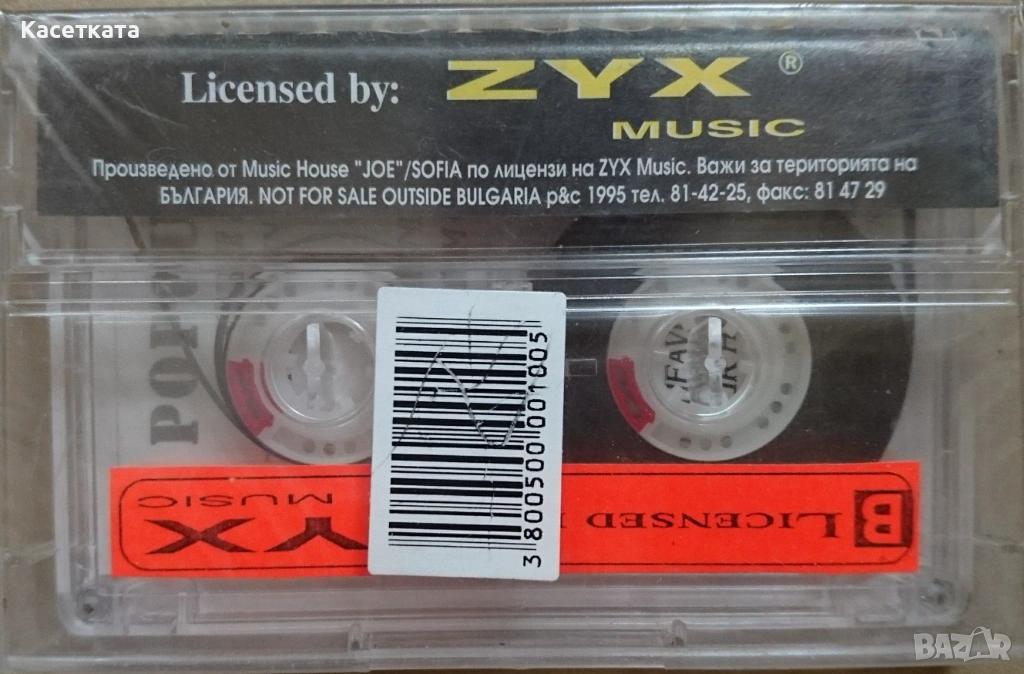 Касетката
Licensed by: ZYX ®
MUSIC
Произведено от Music House "JOE"/SOFIA по лицензи на ZYX Music. Важи за територията на
БЪЛГАРИЯ. NOT FOR SALE OUTSIDE BULGARIA p&c 1995 тел. 81-42-25, факс: 81 47 29
3 800500 001005
B LICENSED
YX
MUSIC
BAZAR